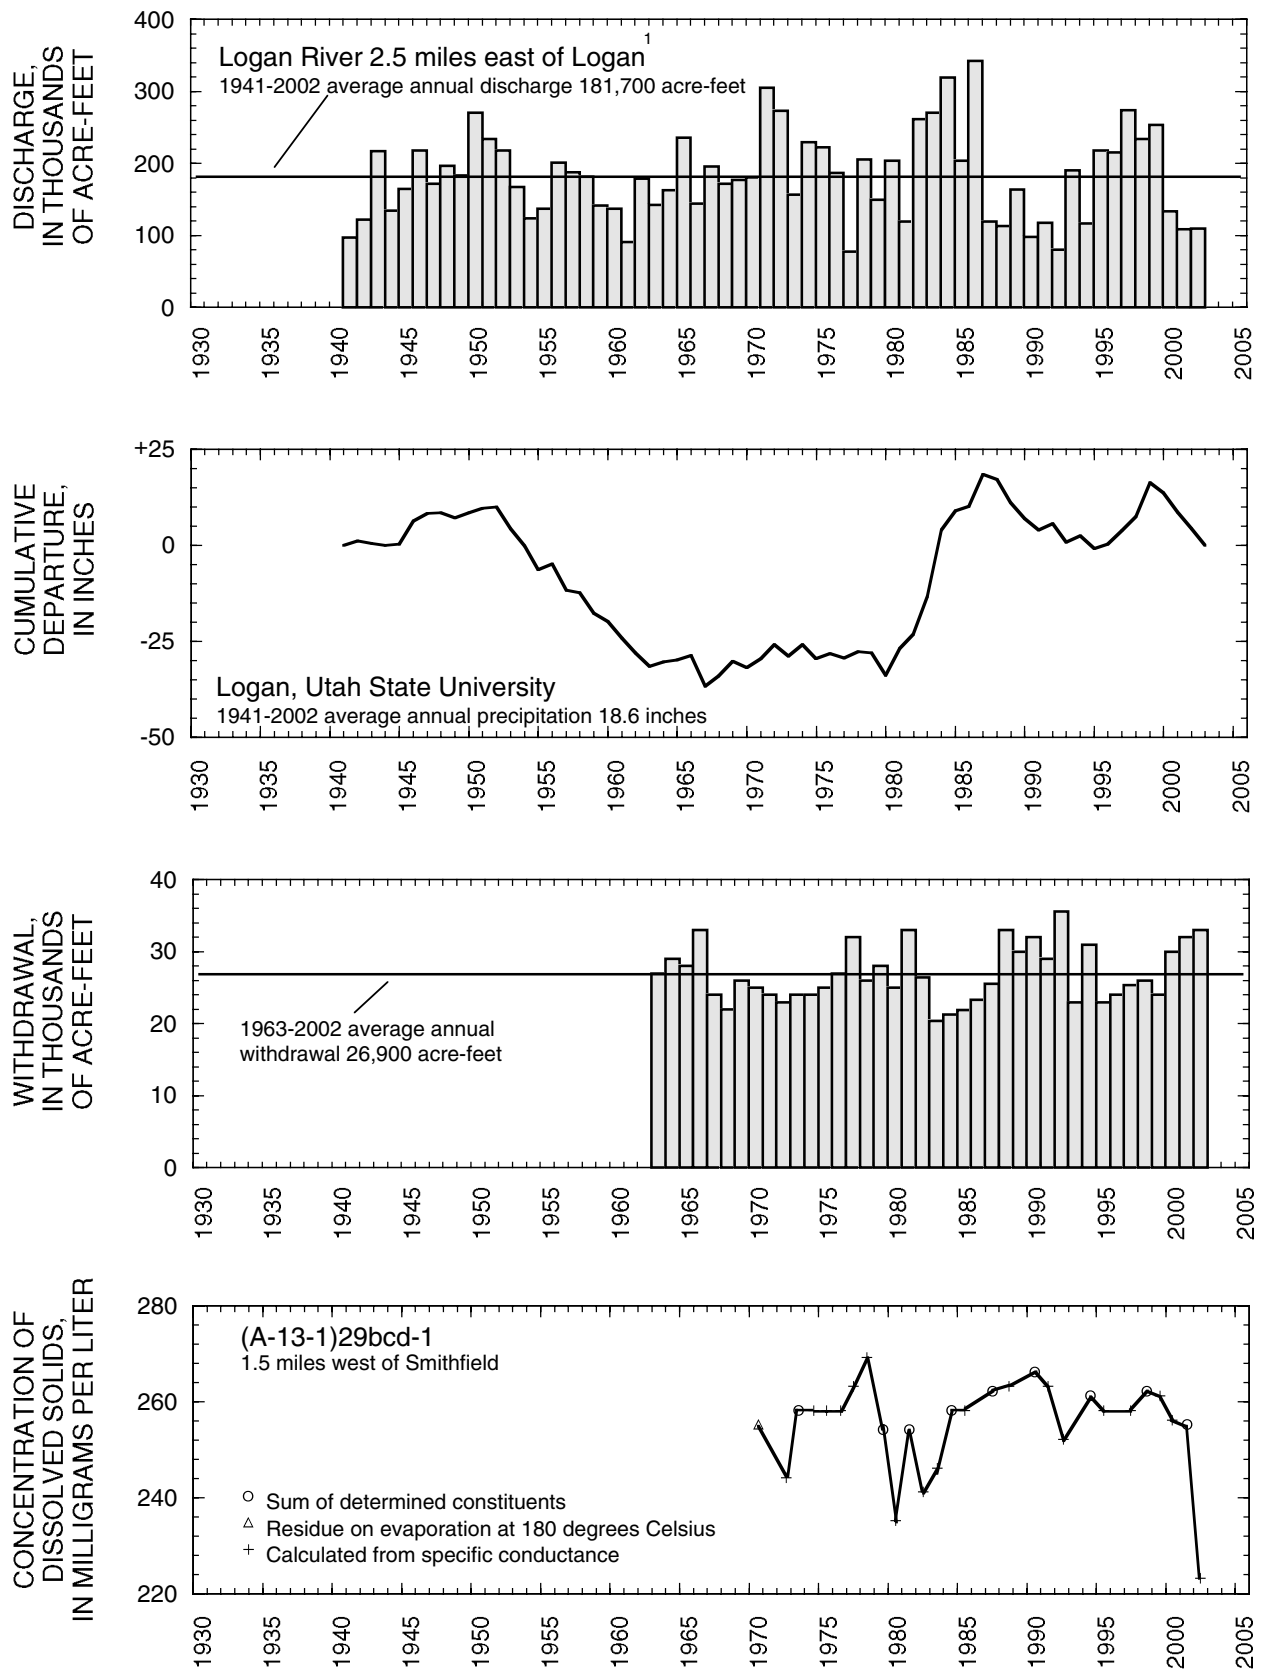 DISCHARGE,
IN THOUSANDS
OF ACRE-FEET
400
300
200
100
0
Logan River 2.5 miles east of Logan1
1941-2002 average annual discharge 181,700 acre-feet
1930 1935 1940 1945 1950 1955 1960 1965 1970 1975 1980 1985 1990 1995 2000 2005
CUMULATIVE
DEPARTURE,
IN INCHES
+25
0
-25
-50
Logan, Utah State University
1941-2002 average annual precipitation 18.6 inches
1930 1935 1940 1945 1950 1955 1960 1965 1970 1975 1980 1985 1990 1995 2000 2005
WITHDRAWAL,
IN THOUSANDS
OF ACRE-FEET
40
30
20
10
0
1963-2002 average annual
withdrawal 26,900 acre-feet
1930 1935 1940 1945 1950 1955 1960 1965 1970 1975 1980 1985 1990 1995 2000 2005
CONCENTRATION OF
DISSOLVED SOLIDS,
IN MILLIGRAMS PER LITER
280
260
240
220
(A-13-1)29bcd-1
1.5 miles west of Smithfield
Sum of determined constituents
Residue on evaporation at 180 degrees Celsius
Calculated from specific conductance
1930 1935 1940 1945 1950 1955 1960 1965 1970 1975 1980 1985 1990 1995 2000 2005